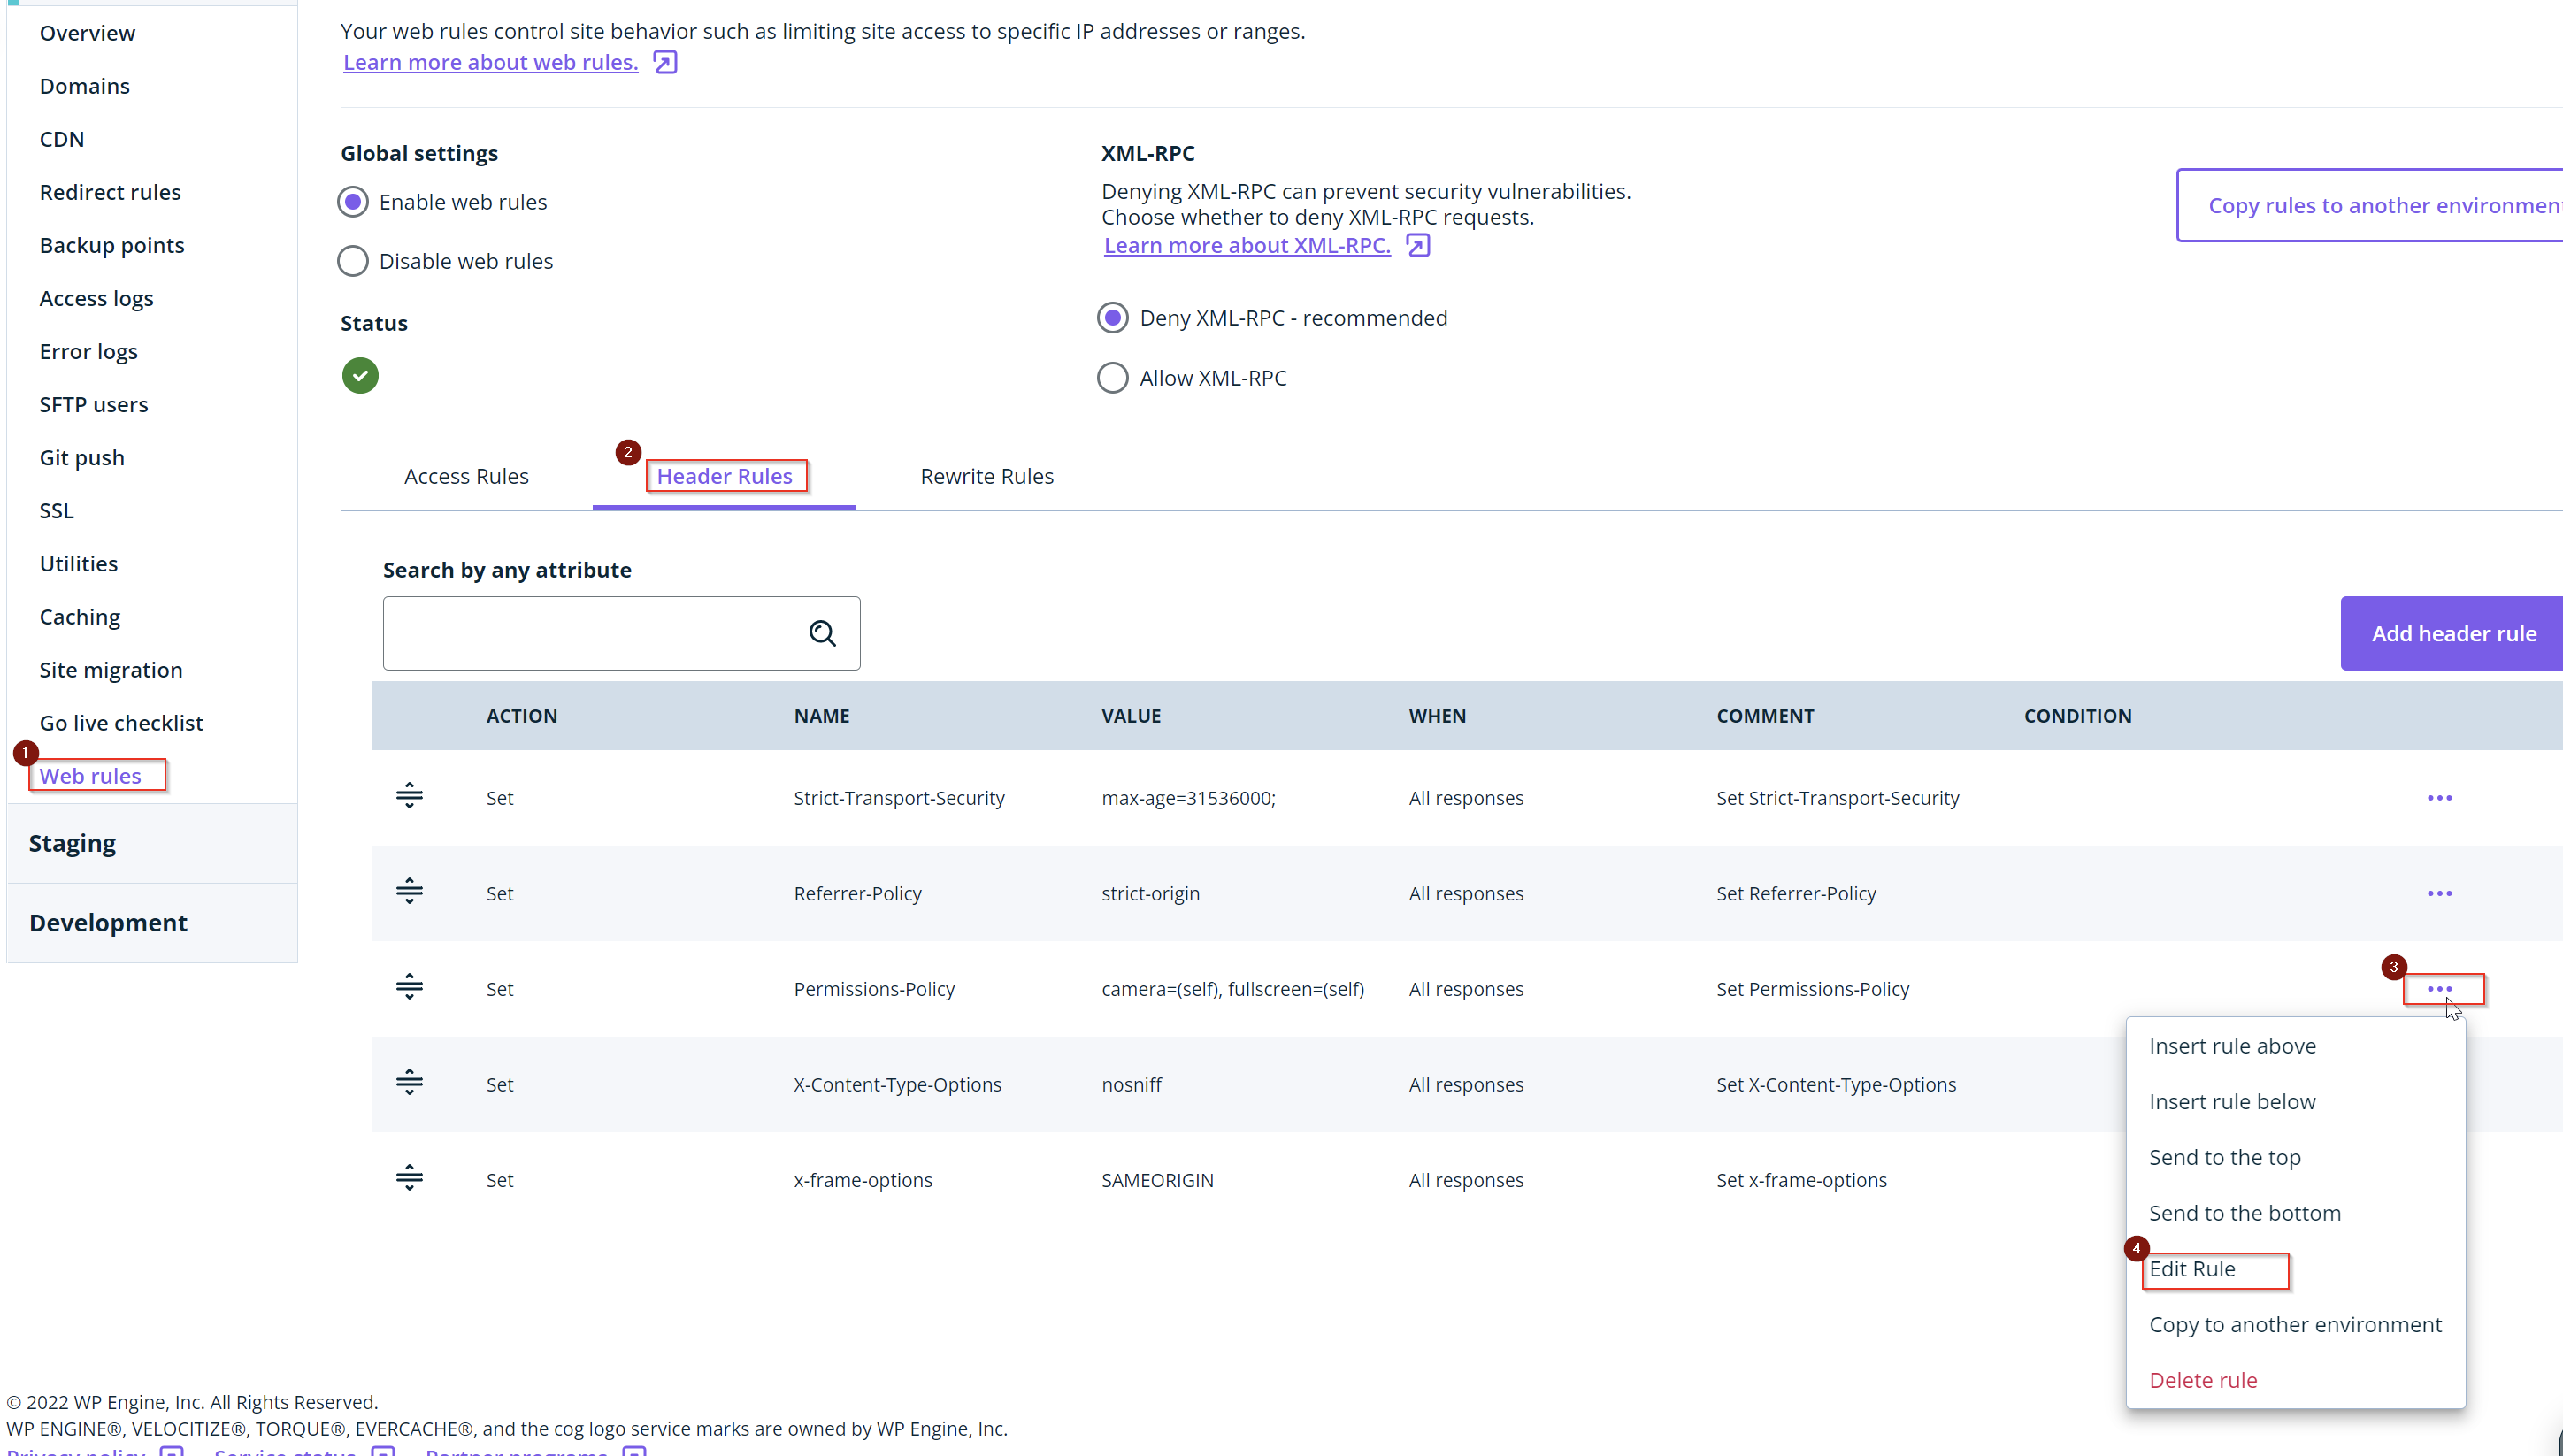 Overview
Domains
CDN
Redirect rules
Backup points
Access logs
Error logs
SFTP users
Git push
SSL
Utilities
Caching
Site migration
Go live checklist
1
Web rules
Staging
Development
Your web rules control site behavior such as limiting site access to specific IP addresses or ranges.
Learn more about web rules.
Global settings
Enable web rules
Disable web rules
Status
XML-RPC
Denying XML-RPC can prevent security vulnerabilities.
Choose whether to deny XML-RPC requests.
Learn more about XML-RPC.
Deny XML-RPC - recommended
Allow XML-RPC
Copy rules to another environment
Access Rules
2
Header Rules
Rewrite Rules
Search by any attribute
Add header rule
ACTION NAME VALUE WHEN COMMENT CONDITION
Set Strict-Transport-Security max-age=31536000; All responses Set Strict-Transport-Security
Set Referrer-Policy strict-origin All responses Set Referrer-Policy
Set Permissions-Policy camera=(self), fullscreen=(self) All responses Set Permissions-Policy
3
Set X-Content-Type-Options nosniff All responses Set X-Content-Type-Options
Set x-frame-options SAMEORIGIN All responses Set x-frame-options
Insert rule above
Insert rule below
Send to the top
Send to the bottom
4
Edit Rule
Copy to another environment
Delete rule
© 2022 WP Engine, Inc. All Rights Reserved.
WP ENGINE®, VELOCITIZE®, TORQUE®, EVERCACHE®, and the cog logo service marks are owned by WP Engine, Inc.
Privacy policy Service status Partner programs